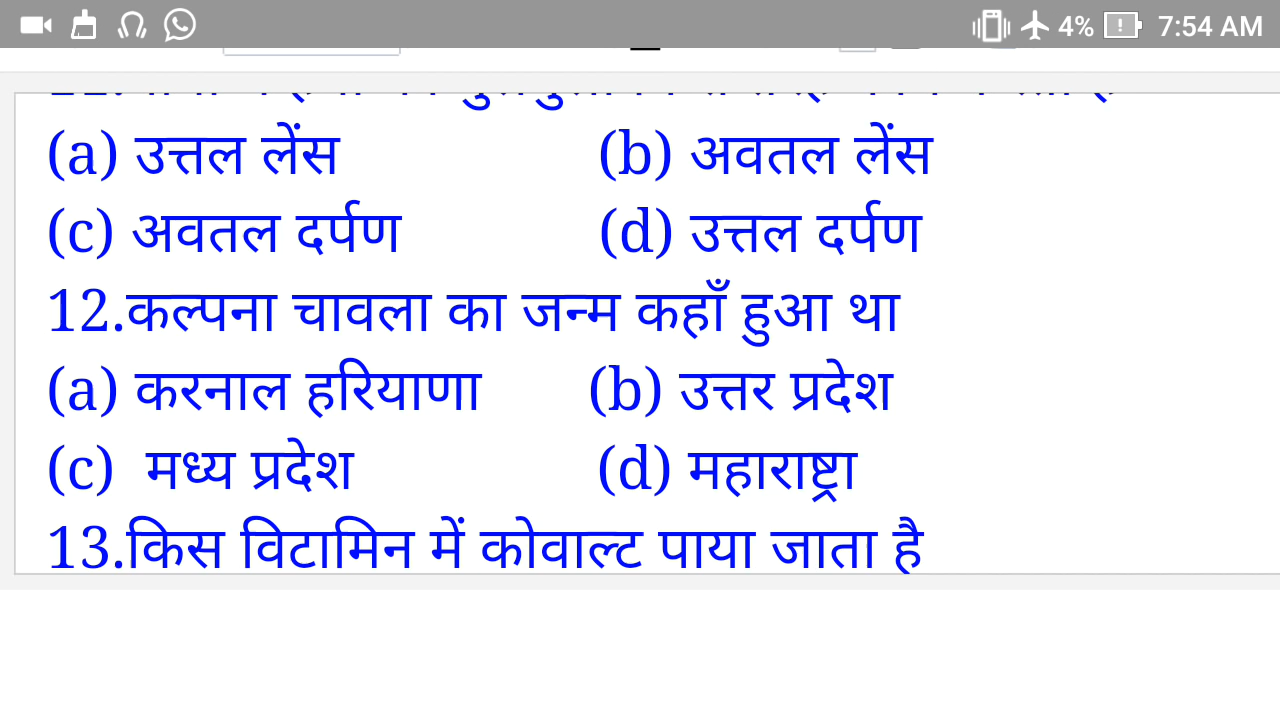 4% 7:54 AM
(a) उत्तल लेंस (b) अवतल लेंस
(c) अवतल दर्पण (d) उत्तल दर्पण
12.कल्पना चावला का जन्म कहाँ हुआ था
(a) करनाल हरियाणा (b) उत्तर प्रदेश
(c) मध्य प्रदेश (d) महाराष्ट्रा
13.किस विटामिन में कोवाल्ट पाया जाता है